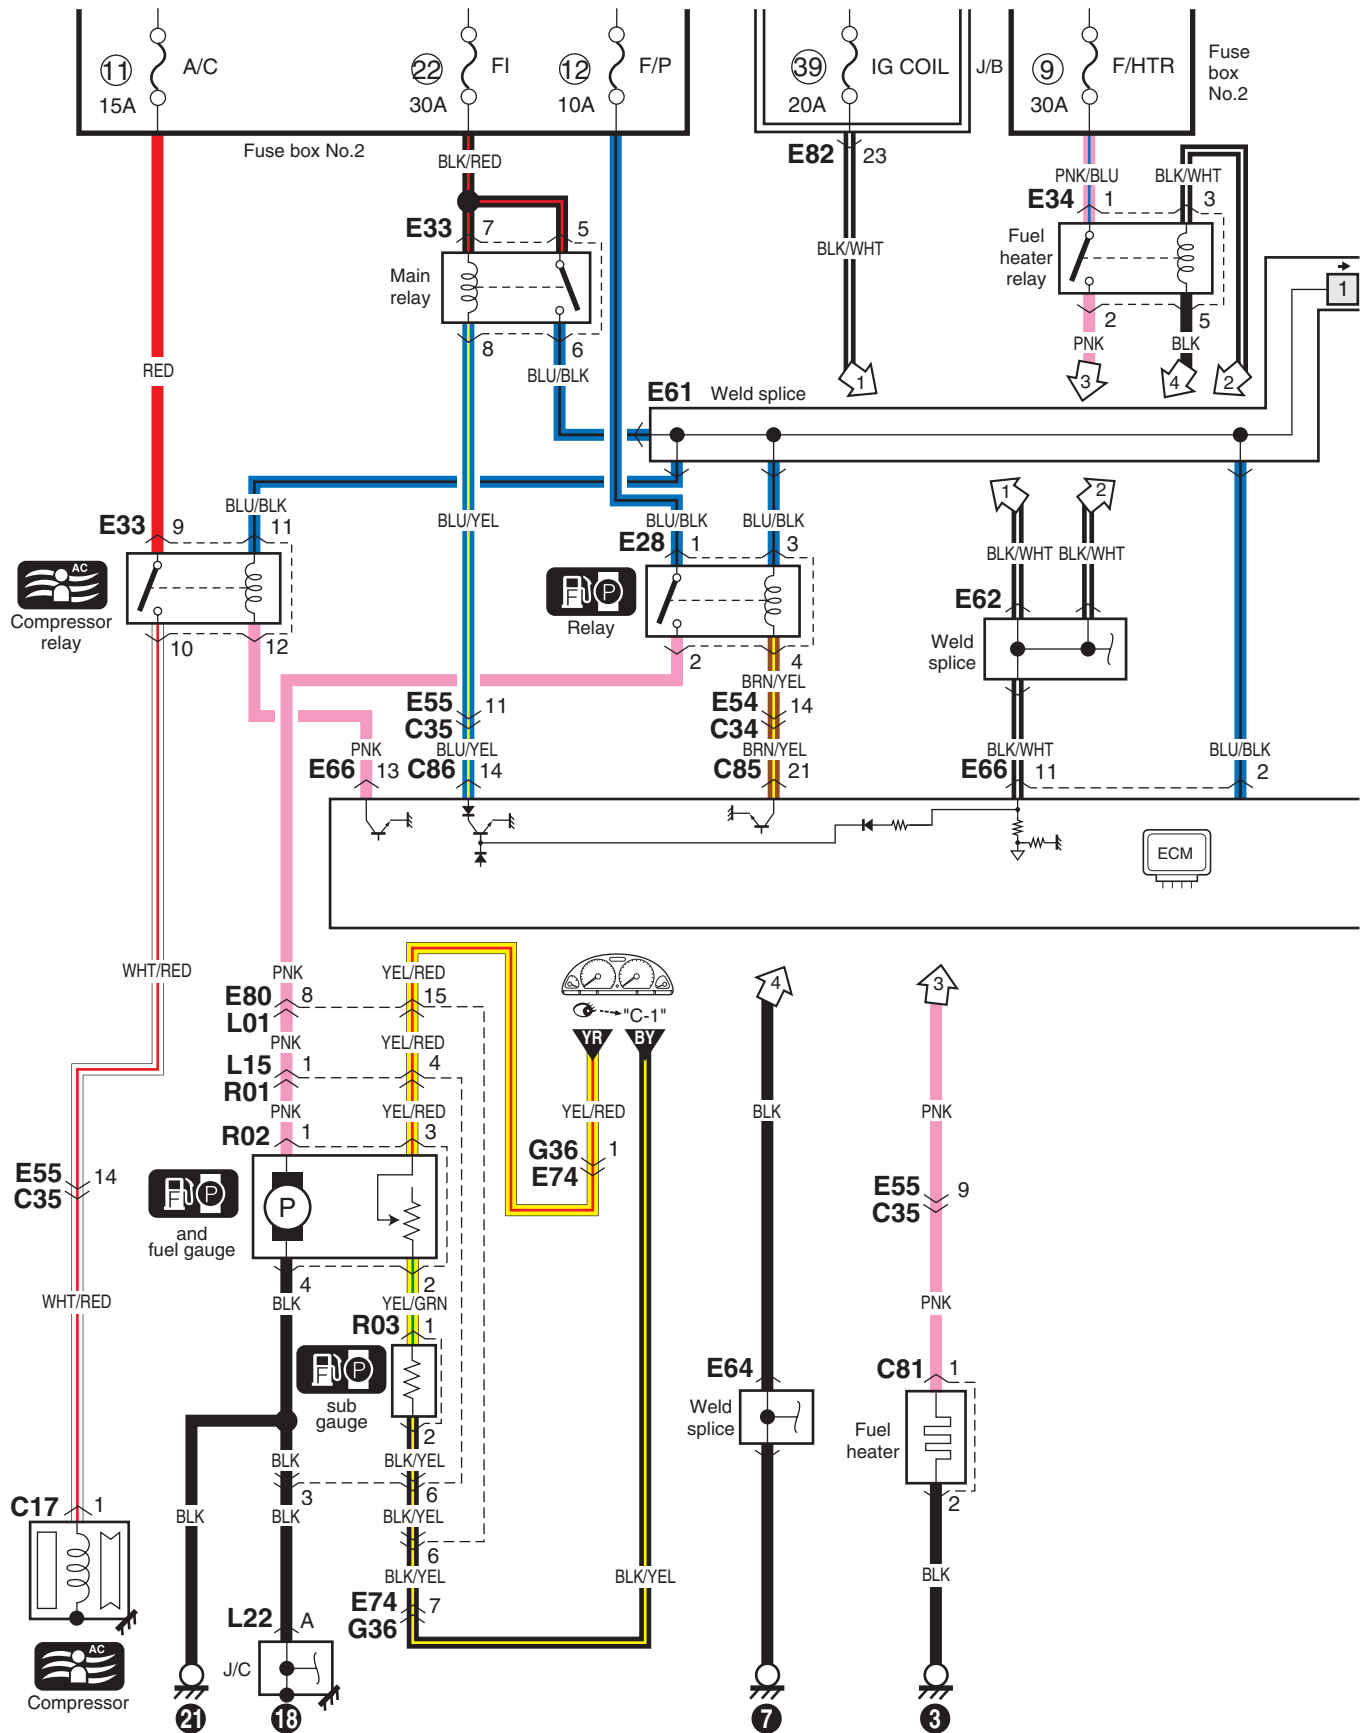 11 A/C 22 FI 12 F/P 39 IG COIL J/B 9 F/HTR Fuse
box
No.2
15A 30A 10A 20A 30A
Fuse box No.2
BLK/RED
E82 23
PNK/BLU BLK/WHT
E33 7 5
E34 1 3
Main
relay
BLK/WHT
Fuel
heater
relay
1
8 6
2 5
RED BLU/BLK
PNK BLK
1 3 4 2
E61 Weld splice
BLU/BLK BLU/YEL BLU/BLK BLU/BLK
1 2
E33 9 11
E28 1 3
BLK/WHT BLK/WHT
AC
Compressor
relay
F P
Relay
E62
Weld
splice
10 12
2 4
BRN/YEL
E55 11
C35
E54 14
C34
PNK BLU/YEL BRN/YEL BLK/WHT BLU/BLK
E66 13 C86 14 C85 21 E66 11 2
ECM
WHT/RED PNK YEL/RED
4 3
E80 8 15
L01
"C-1"
YR BY
PNK YEL/RED
L15 1 4
R01
PNK YEL/RED YEL/RED BLK PNK
R02 1 3
G36 1
E74
E55 14
C35
F P
and
fuel gauge
P
E55 9
C35
4 2
WHT/RED BLK YEL/GRN PNK
R03 1
F P
sub
gauge
E64
Weld
splice
C81 1
Fuel
heater
2
BLK BLK/YEL
3 6
2
C17 1
BLK BLK BLK/YEL
6
BLK/YEL BLK/YEL BLK
E74 7
G36
L22 A
AC
Compressor
J/C
21 18 7 3